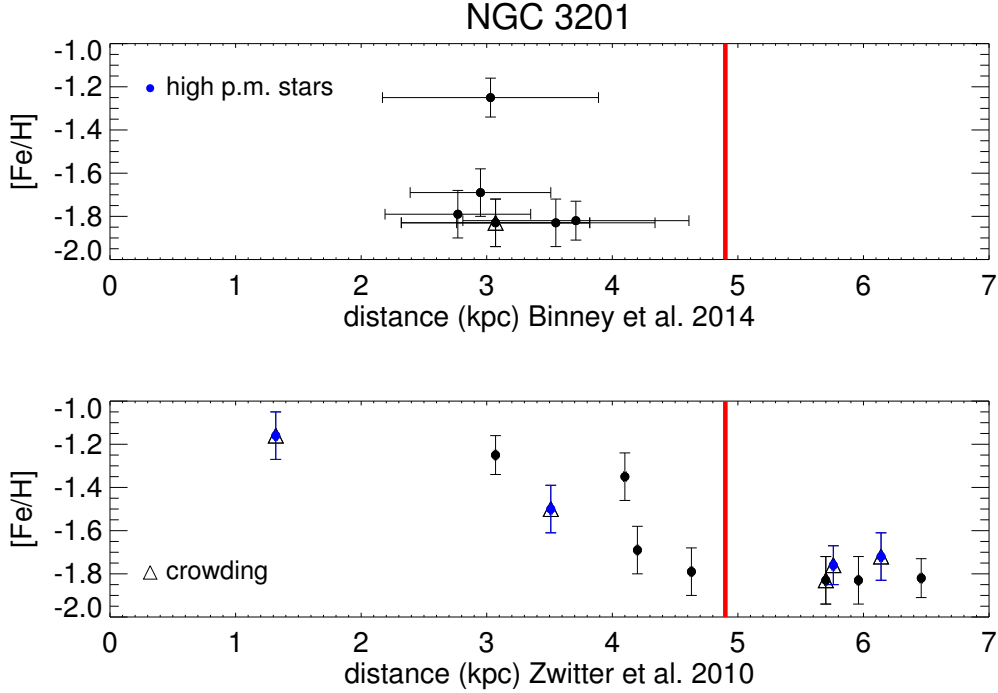 NGC 3201
[Fe/H]
-1.0
-1.2
-1.4
-1.6
-1.8
-2.0
high p.m. stars
0 1 2 3 4 5 6 7
distance (kpc) Binney et al. 2014
[Fe/H]
-1.0
-1.2
-1.4
-1.6
-1.8
-2.0
crowding
0 1 2 3 4 5 6 7
distance (kpc) Zwitter et al. 2010